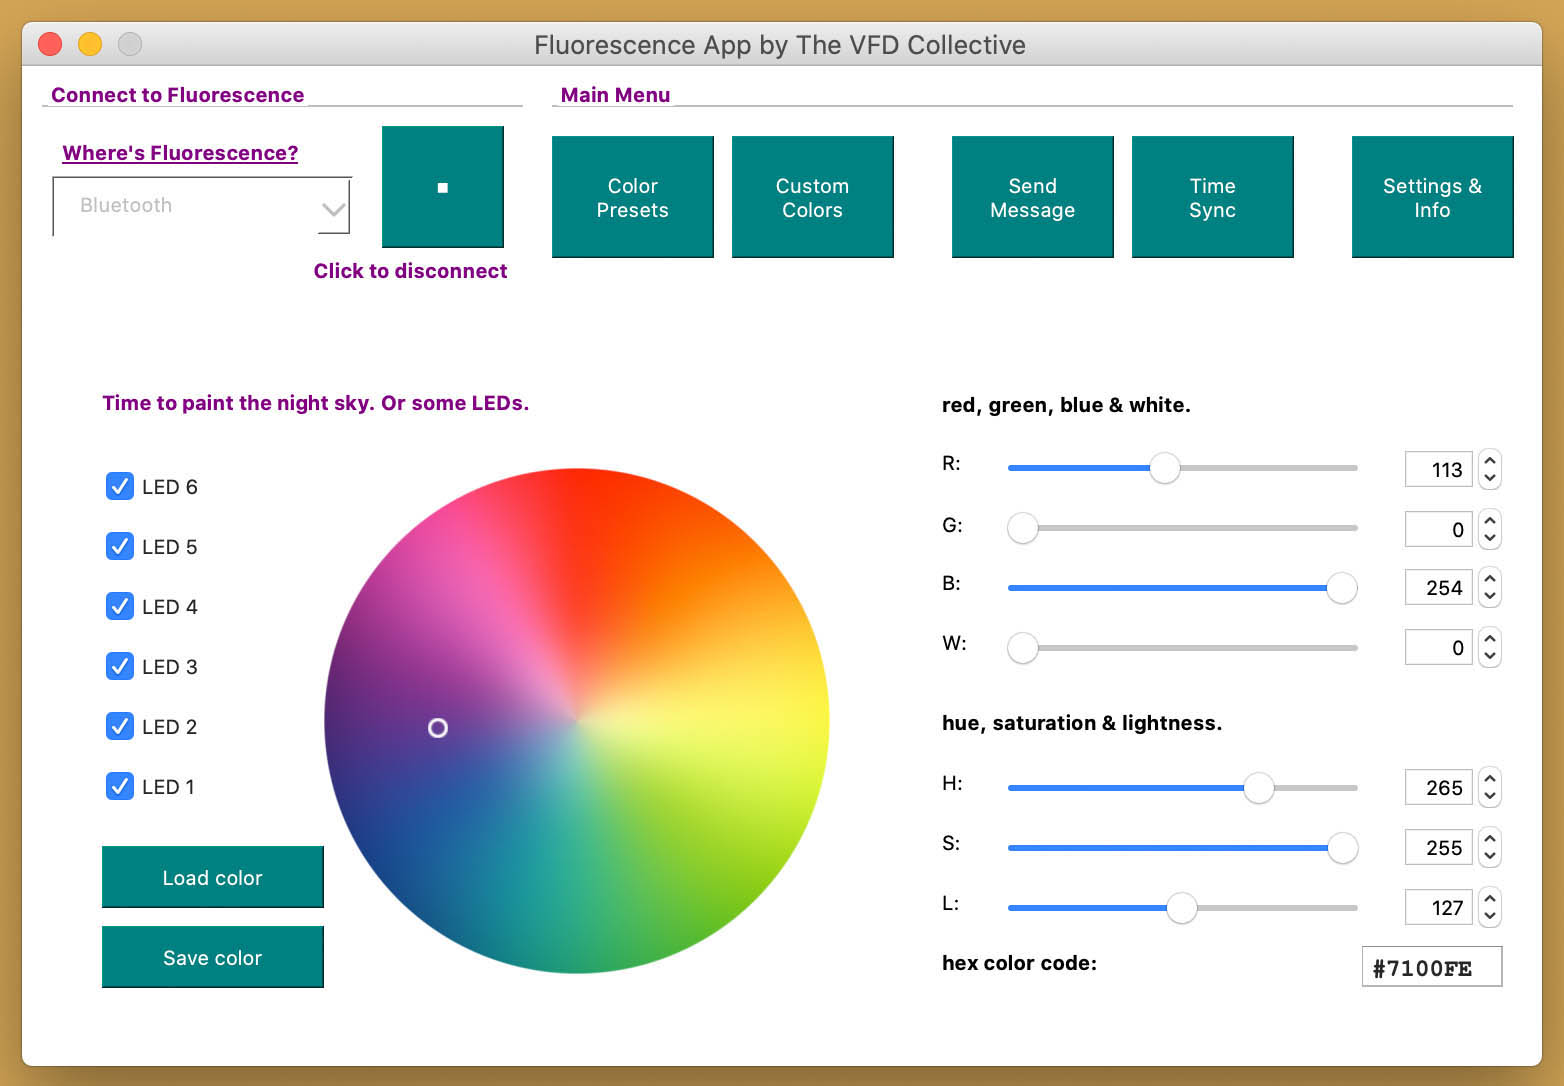 Fluorescence App by The VFD Collective
Connect to Fluorescence
Main Menu
Where's Fluorescence?
Bluetooth
Click to disconnect
Color
Presets
Custom
Colors
Send
Message
Time
Sync
Settings &
Info
Time to paint the night sky. Or some LEDs.
LED 6
LED 5
LED 4
LED 3
LED 2
LED 1
Load color
Save color
red, green, blue & white.
R: 113
G: 0
B: 254
W: 0
hue, saturation & lightness.
H: 265
S: 255
L: 127
hex color code: #7100FE